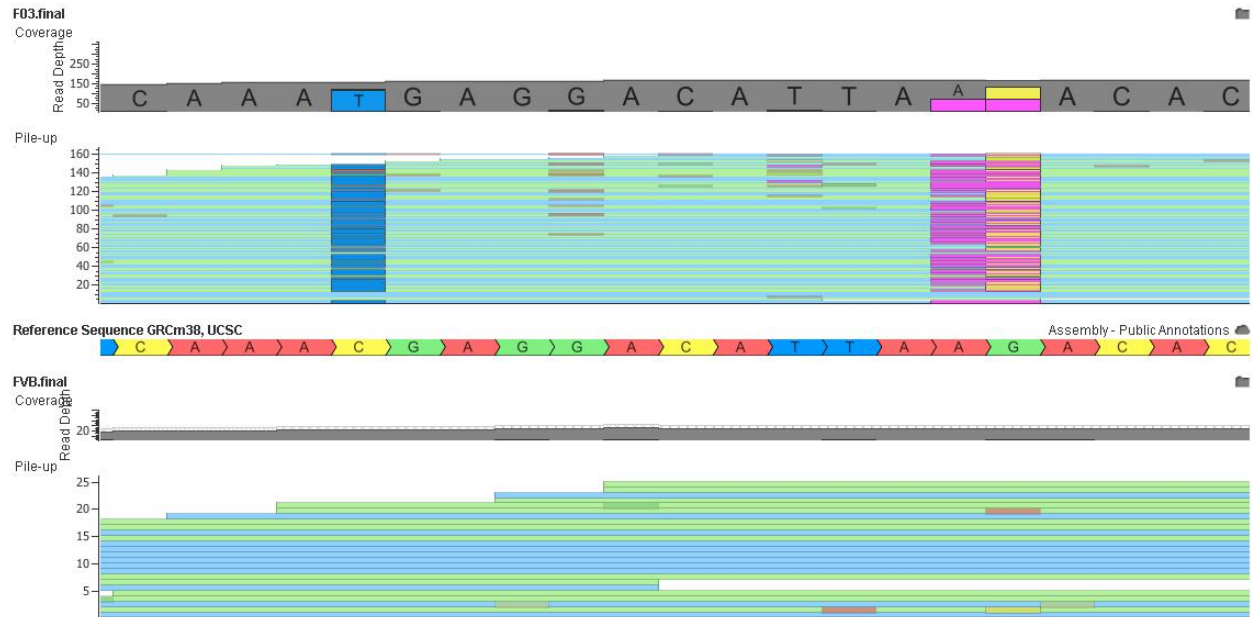 F03.final
Coverage
Read Depth
250
150
50
C A A A T G A G G A C A T T A A A C A C
Pile-up
160
140
120
100
80
60
40
20
Reference Sequence GRCm38, UCSC
Assembly - Public Annotations
C A A A C G A G G A C A T T A A G A C A C
FVB.final
Coverage
Read Depth
20
Pile-up
25
20
15
10
5